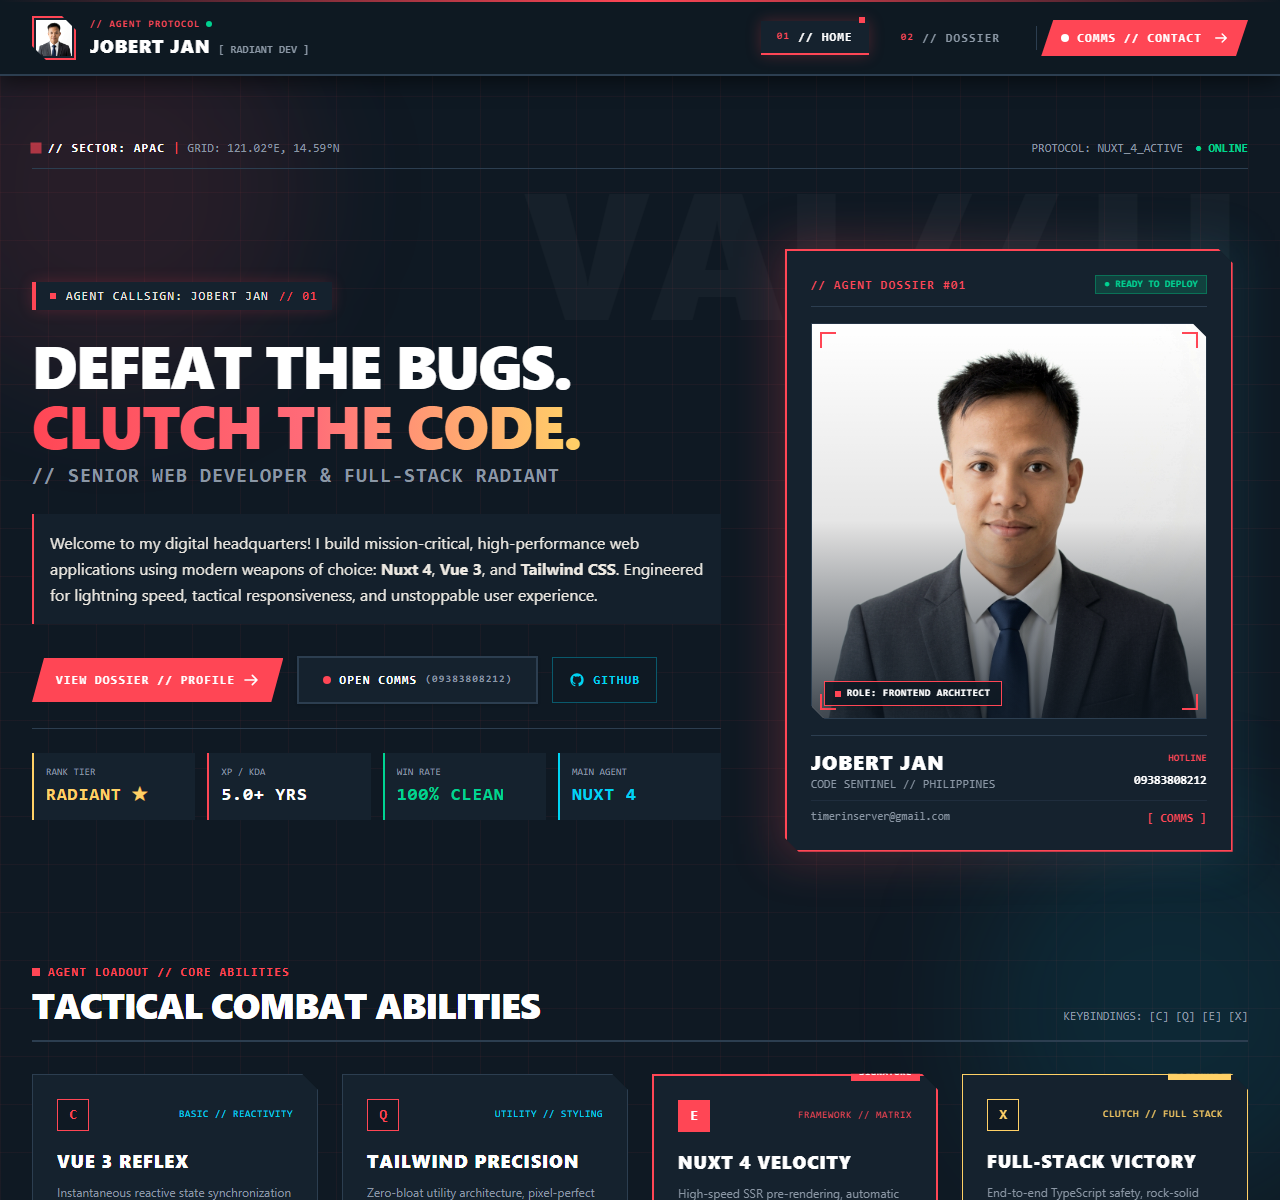 // AGENT PROTOCOL
JOBERT JAN [ RADIANT DEV ]
01 // HOME
02 // DOSSIER
COMMS // CONTACT →
// SECTOR: APAC | GRID: 121.02°E, 14.59°N
PROTOCOL: NUXT_4_ACTIVE ● ONLINE
VAL // U
AGENT CALLSIGN: JOBERT JAN // 01
DEFEAT THE BUGS.
CLUTCH THE CODE.
// SENIOR WEB DEVELOPER & FULL-STACK RADIANT
Welcome to my digital headquarters! I build mission-critical, high-performance web
applications using modern weapons of choice: Nuxt 4, Vue 3, and Tailwind CSS. Engineered
for lightning speed, tactical responsiveness, and unstoppable user experience.
VIEW DOSSIER // PROFILE →
OPEN COMMS (09383808212)
GITHUB
RANK TIER
RADIANT ★
XP / KDA
5.0+ YRS
WIN RATE
100% CLEAN
MAIN AGENT
NUXT 4
// AGENT DOSSIER #01
● READY TO DEPLOY
ROLE: FRONTEND ARCHITECT
JOBERT JAN
CODE SENTINEL // PHILIPPINES
HOTLINE
09383808212
timerinserver@gmail.com
[ COMMS ]
AGENT LOADOUT // CORE ABILITIES
TACTICAL COMBAT ABILITIES
KEYBINDINGS: [C] [Q] [E] [X]
C
BASIC // REACTIVITY
VUE 3 REFLEX
Instantaneous reactive state synchronization
Q
UTILITY // STYLING
TAILWIND PRECISION
Zero-bloat utility architecture, pixel-perfect
SIGNATURE
E
FRAMEWORK // MATRIX
NUXT 4 VELOCITY
High-speed SSR pre-rendering, automatic
X
CLUTCH // FULL STACK
FULL-STACK VICTORY
End-to-end TypeScript safety, rock-solid